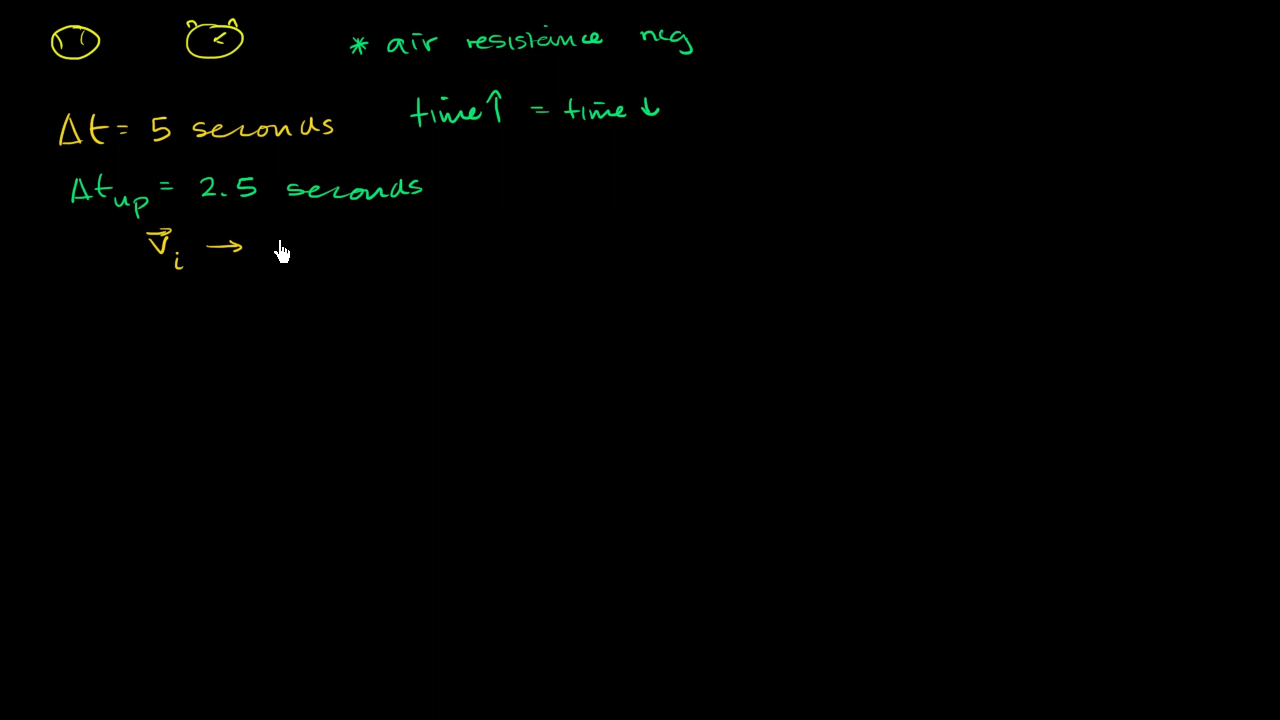 * air resistance neg
Δt = 5 seconds
time ↑ = time ↓
Δt_up = 2.5 seconds
v⃗_i →